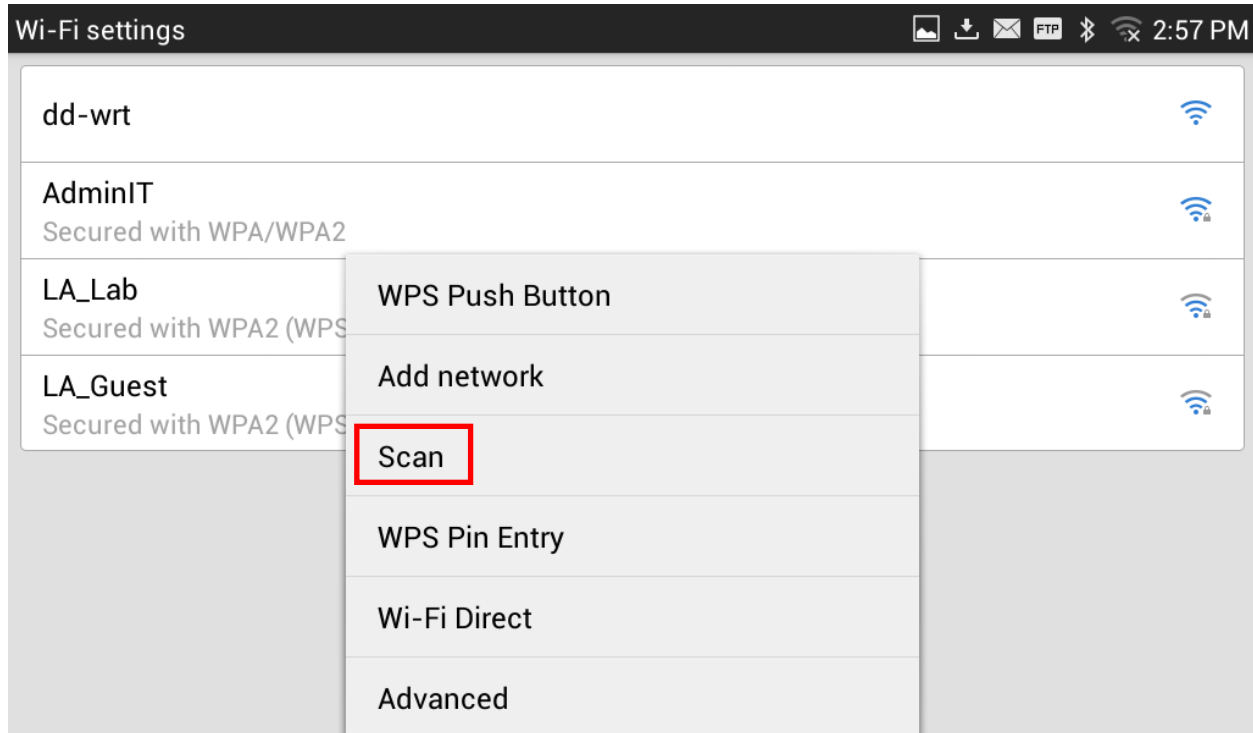 Wi-Fi settings
FTP
2:57 PM
dd-wrt
AdminIT
Secured with WPA/WPA2
LA_Lab
Secured with WPA2 (WPS
LA_Guest
Secured with WPA2 (WPS
WPS Push Button
Add network
Scan
WPS Pin Entry
Wi-Fi Direct
Advanced